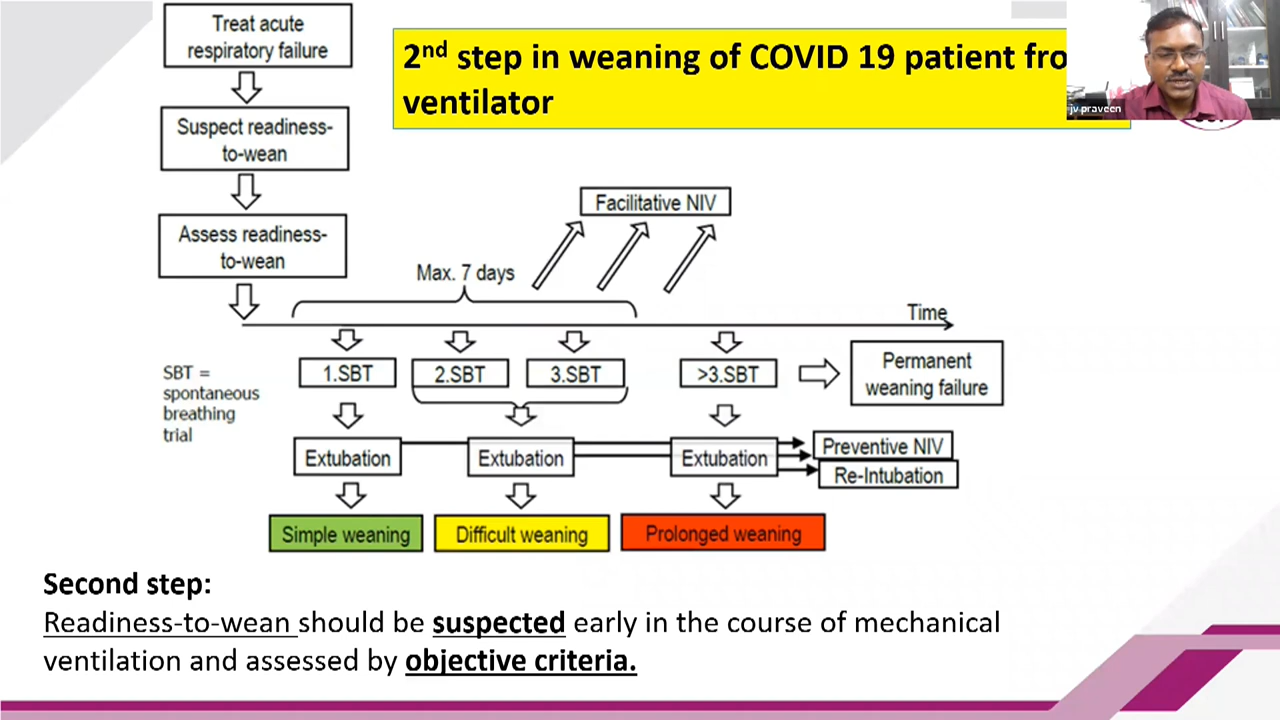 Treat acute
respiratory failure
Suspect readiness-
to-wean
Assess readiness-
to-wean
2nd step in weaning of COVID 19 patient fro
ventilator
jv praveen
Facilitative NIV
Max. 7 days
Time
SBT =
spontaneous
breathing
trial
1.SBT
2.SBT
3.SBT
>3.SBT
Permanent
weaning failure
Extubation
Extubation
Extubation
Preventive NIV
Re-Intubation
Simple weaning
Difficult weaning
Prolonged weaning
Second step:
Readiness-to-wean should be suspected early in the course of mechanical
ventilation and assessed by objective criteria.